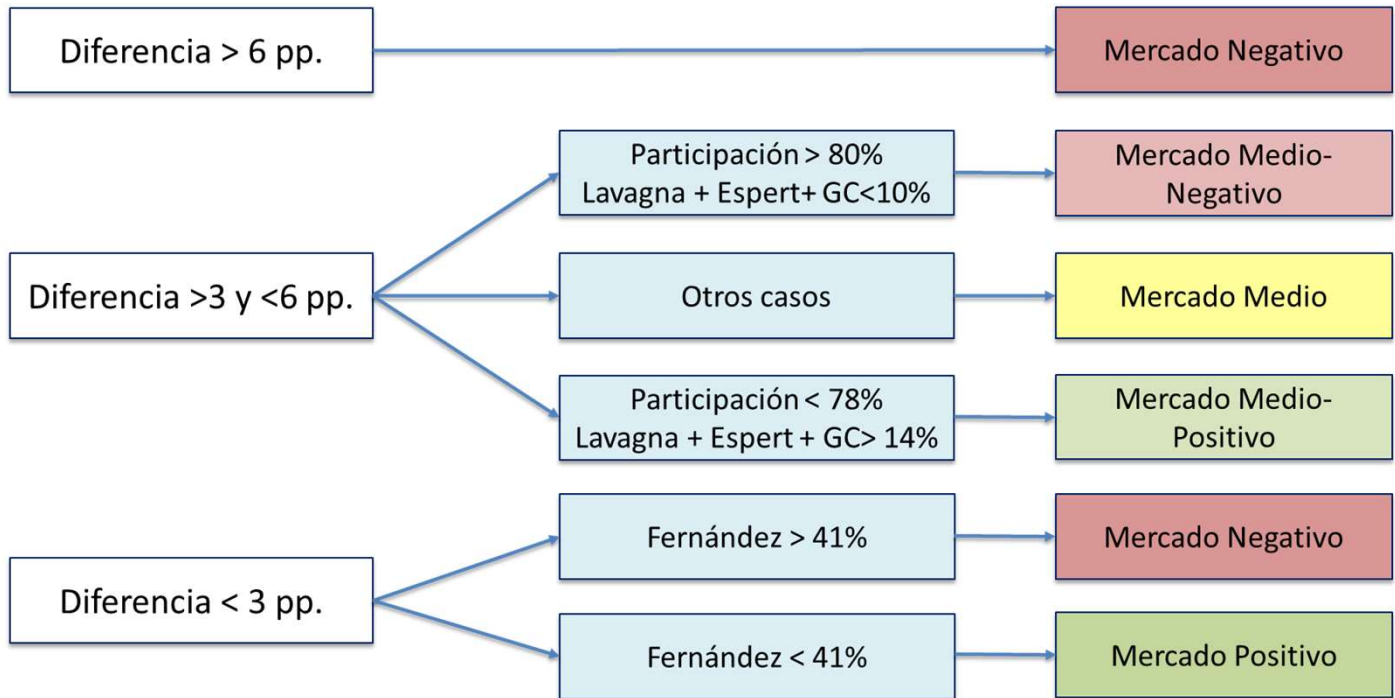 Diferencia > 6 pp.
Mercado Negativo
Diferencia >3 y <6 pp.
Participación > 80%
Lavagna + Espert+ GC<10%
Mercado Medio-
Negativo
Otros casos
Mercado Medio
Participación < 78%
Lavagna + Espert + GC> 14%
Mercado Medio-
Positivo
Diferencia < 3 pp.
Fernández > 41%
Mercado Negativo
Fernández < 41%
Mercado Positivo